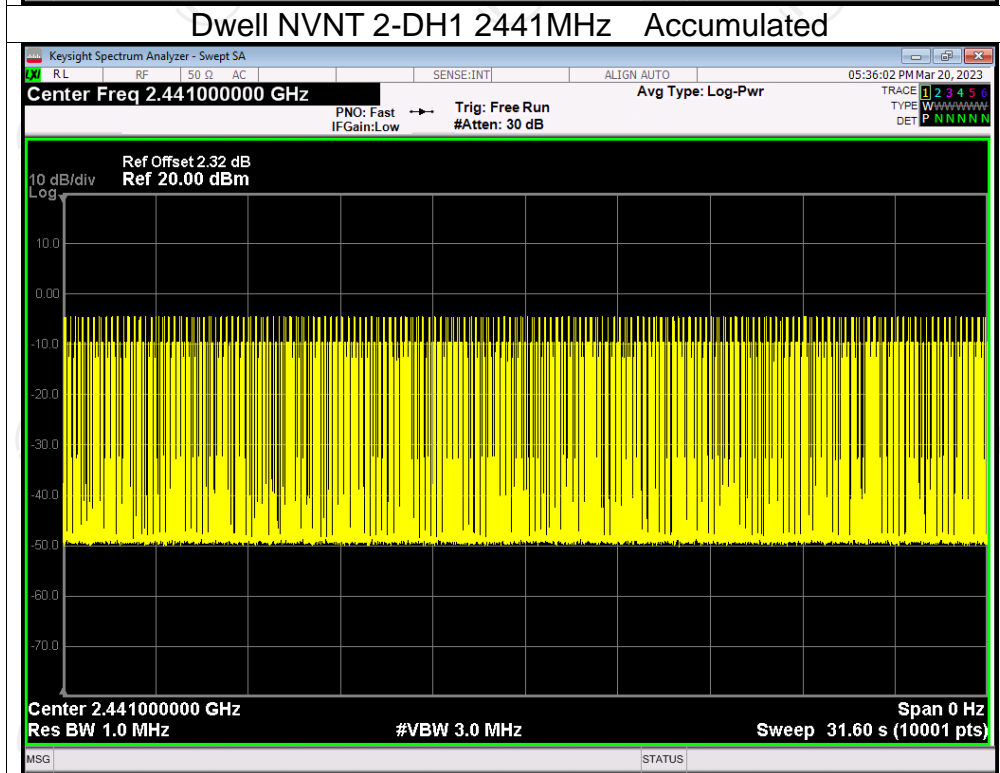 Dwell NVNT 2-DH1 2441MHz Accumulated
Keysight Spectrum Analyzer - Swept SA
LXI RL RF 50 Ω AC SENSE:INT ALIGN AUTO 05:36:02 PM Mar 20, 2023
Center Freq 2.441000000 GHz Avg Type: Log-Pwr TRACE 1 2 3 4 5 6
PNO: Fast Trig: Free Run TYPE WWWWWW
IFGain:Low #Atten: 30 dB DET P N N N N N
Ref Offset 2.32 dB
10 dB/div Ref 20.00 dBm
Log
10.0
0.00
-10.0
-20.0
-30.0
-40.0
-50.0
-60.0
-70.0
Center 2.441000000 GHz Span 0 Hz
Res BW 1.0 MHz #VBW 3.0 MHz Sweep 31.60 s (10001 pts)
MSG STATUS